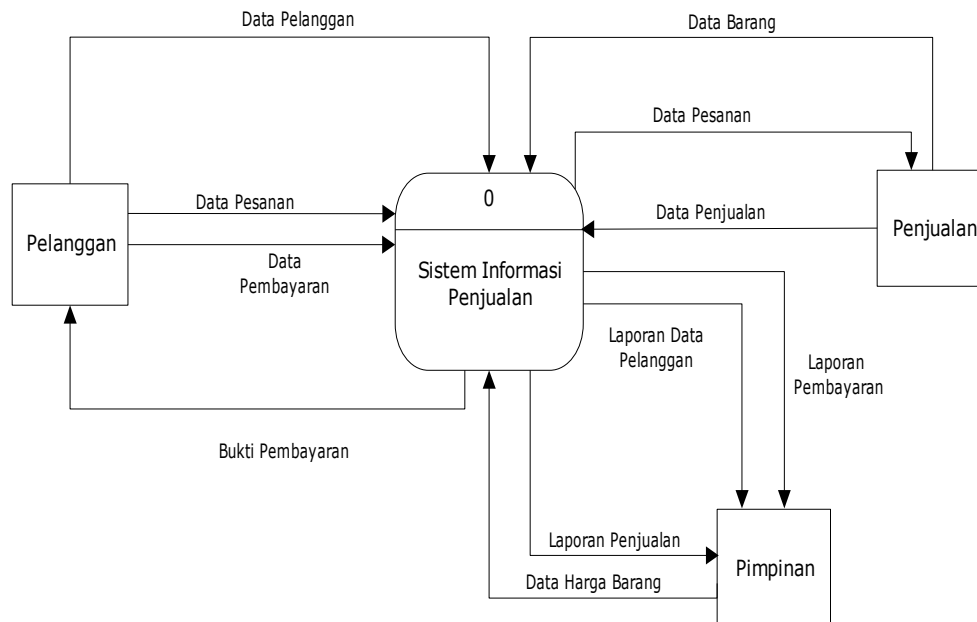 Data Pelanggan
Data Barang
Data Pesanan
Pelanggan
Data Pesanan
Data
Pembayaran
0
Sistem Informasi
Penjualan
Data Penjualan
Penjualan
Laporan Data
Pelanggan
Laporan
Pembayaran
Bukti Pembayaran
Laporan Penjualan
Data Harga Barang
Pimpinan